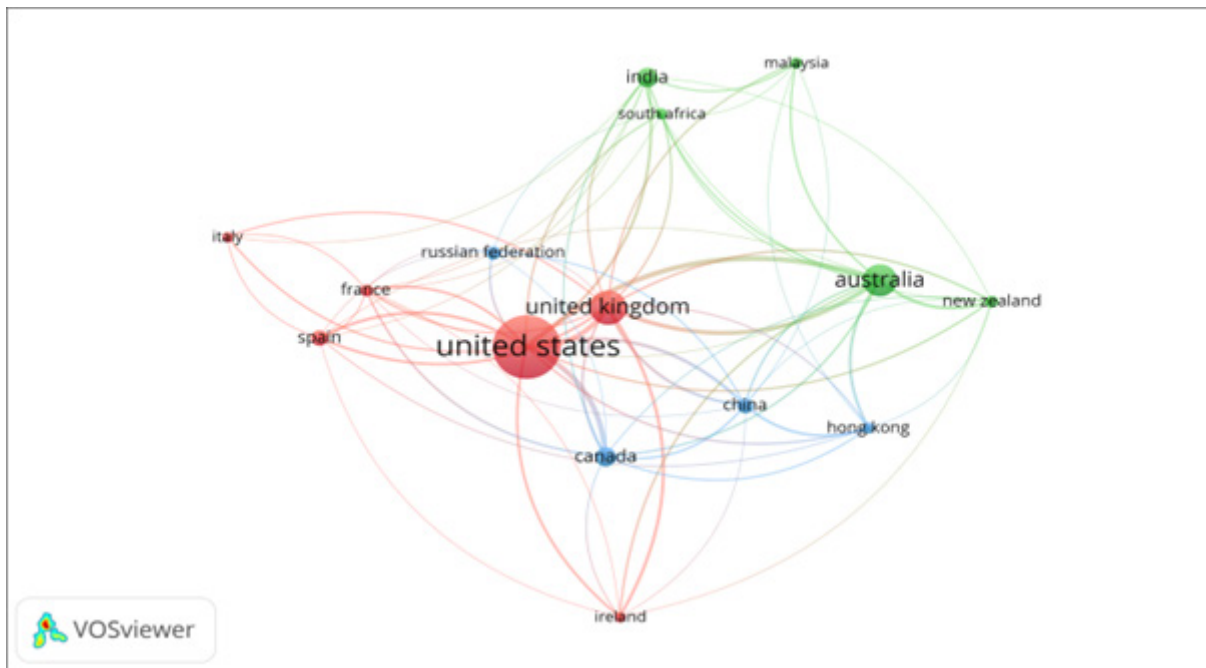 malaysia
india
south africa
italy
russian federation
australia
france
new zealand
united kingdom
spain
united states
china
hong kong
canada
ireland
VOSviewer